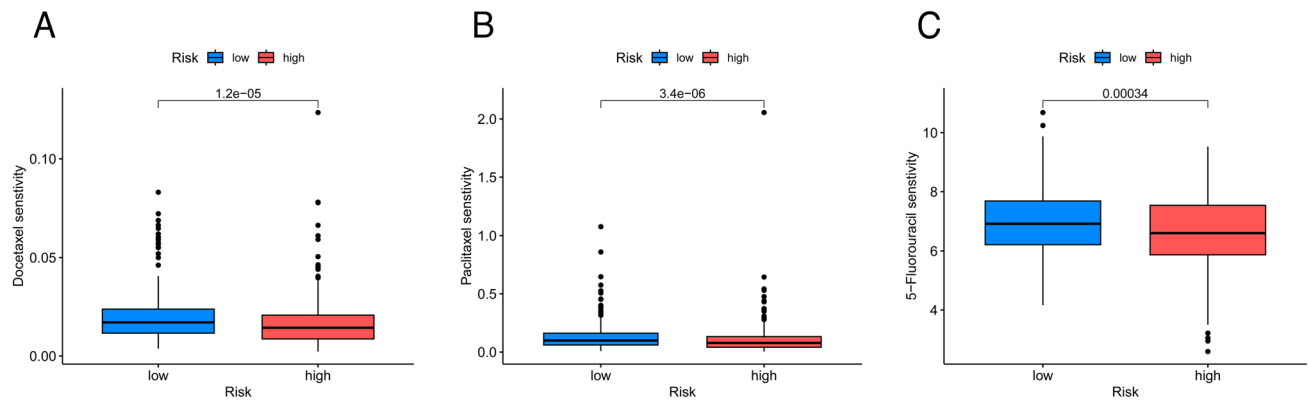 A
Risk low high
1.2e−05
Docetaxel senstivity
0.10
0.05
0.00
low high
Risk
B
Risk low high
3.4e−06
Paclitaxel senstivity
2.0
1.5
1.0
0.5
0.0
low high
Risk
C
Risk low high
0.00034
5−Fluorouracil senstivity
10
8
6
4
low high
Risk